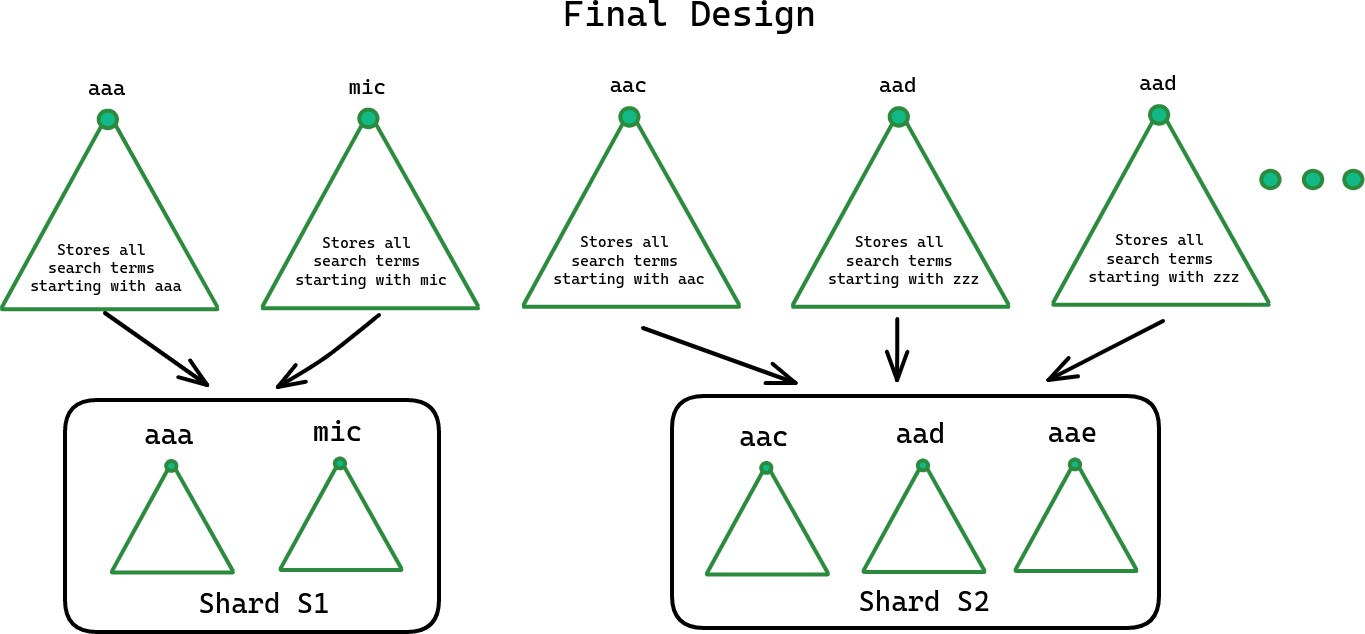 Final Design
aaa
mic
aac
aad
aad
Stores all
search terms
starting with aaa
Stores all
search terms
starting with mic
Stores all
search terms
starting with aac
Stores all
search terms
starting with zzz
Stores all
search terms
starting with zzz
aaa
mic
Shard S1
aac
aad
aae
Shard S2